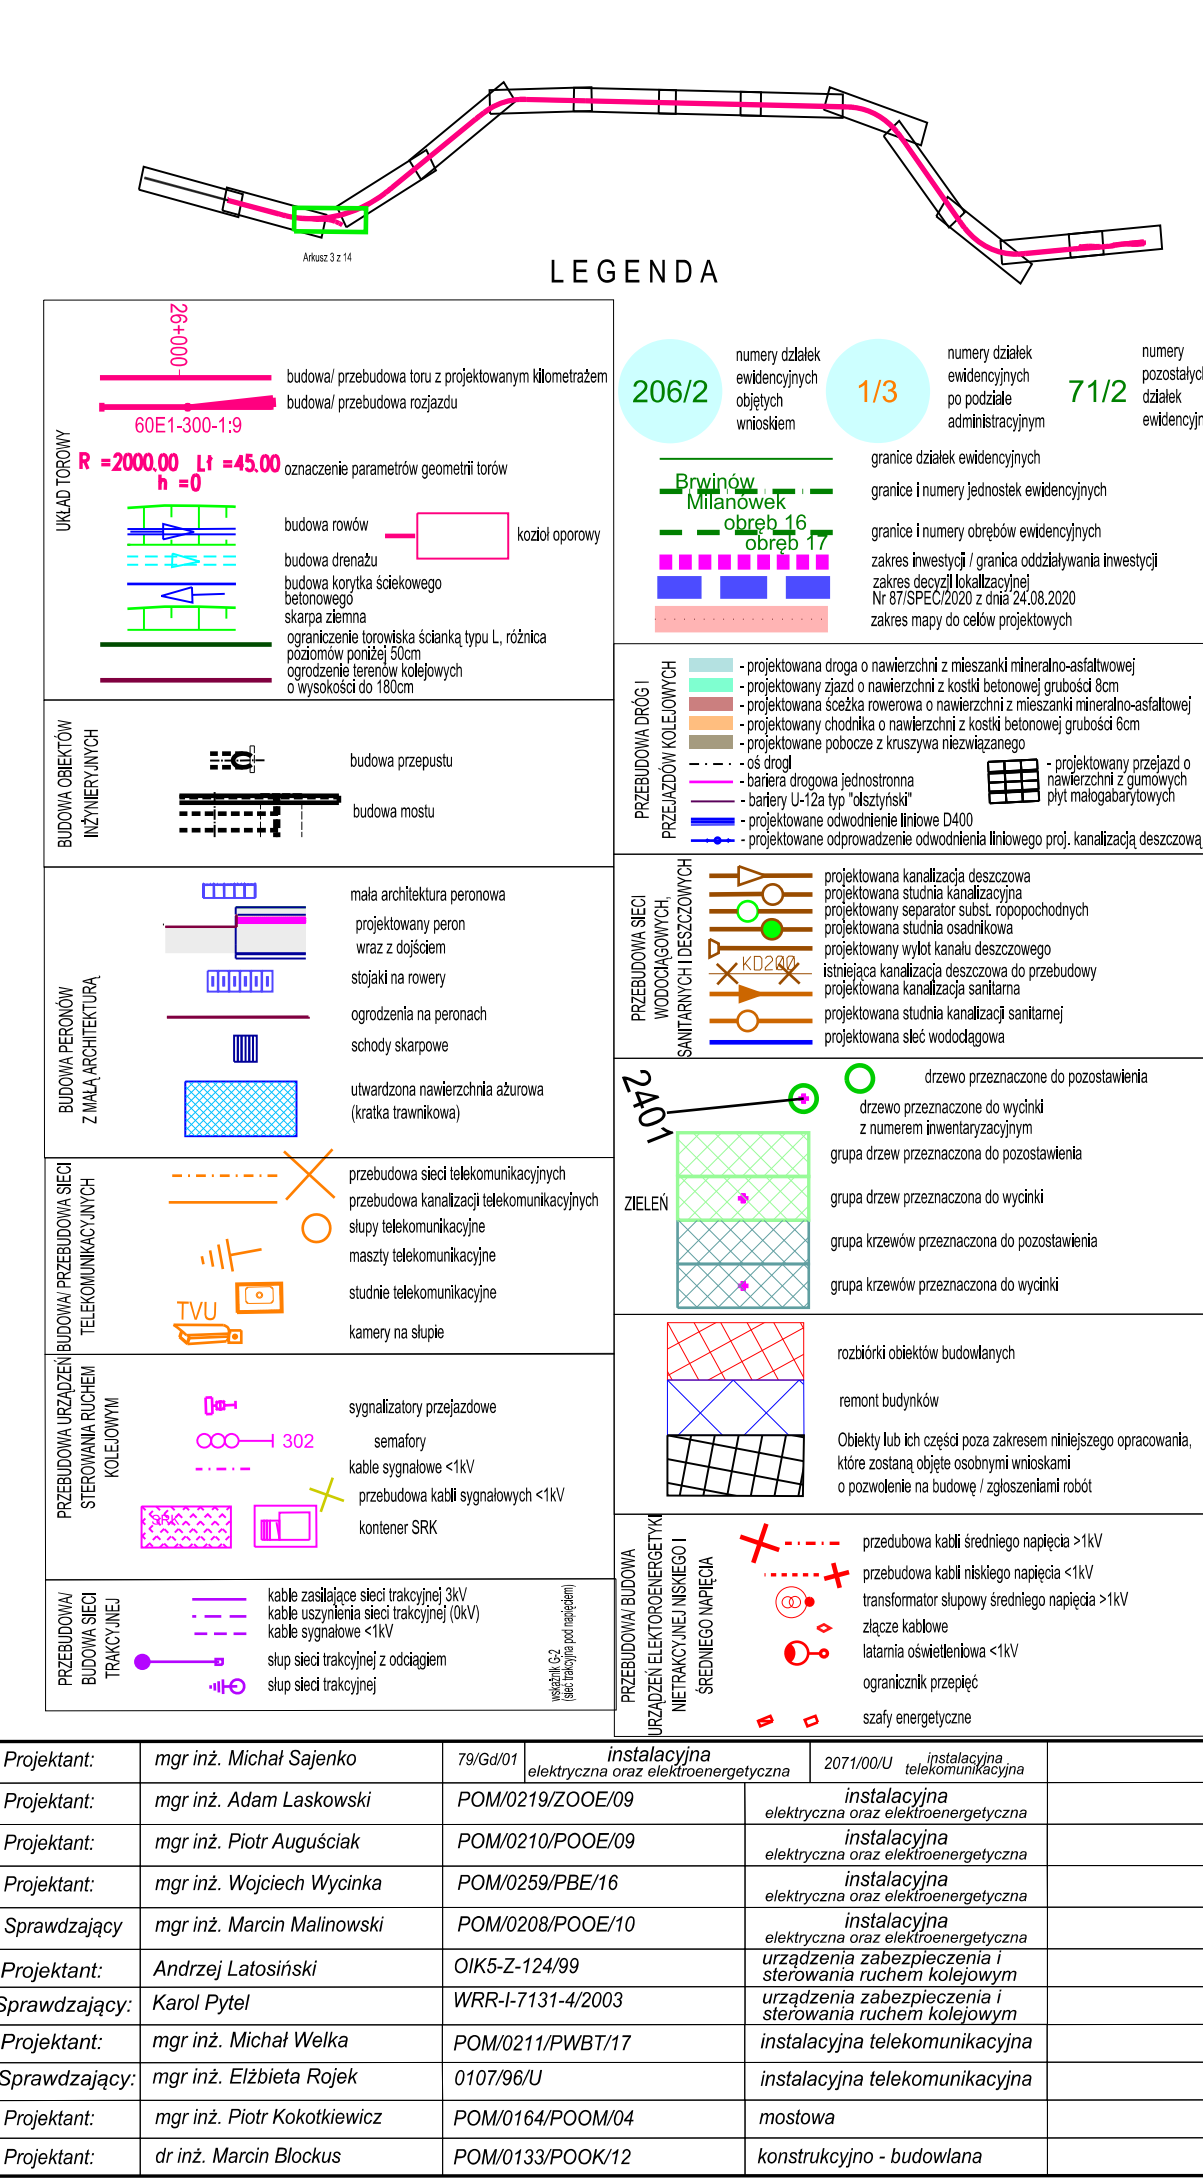 Arkusz 3 z 14
LEGENDA
UKŁAD TOROWY
26+000
budowa/ przebudowa toru z projektowanym kilometrażem
budowa/ przebudowa rozjazdu
60E1-300-1:9
R =2000.00 Lt =45.00
h =0
oznaczenie parametrów geometrii torów
budowa rowów
kozioł oporowy
budowa drenażu
budowa korytka ściekowego
betonowego
skarpa ziemna
ograniczenie torowiska ścianką typu L, różnica
poziomów poniżej 50cm
ogrodzenie terenów kolejowych
o wysokości do 180cm
BUDOWA OBIEKTÓW
INŻYNIERYJNYCH
budowa przepustu
budowa mostu
BUDOWA PERONÓW
Z MAŁĄ ARCHITEKTURĄ
mała architektura peronowa
projektowany peron
wraz z dojściem
stojaki na rowery
ogrodzenia na peronach
schody skarpowe
utwardzona nawierzchnia ażurowa
(kratka trawnikowa)
BUDOWA/ PRZEBUDOWA SIECI
TELEKOMUNIKACYJNYCH
przebudowa sieci telekomunikacyjnych
przebudowa kanalizacji telekomunikacyjnych
słupy telekomunikacyjne
maszty telekomunikacyjne
studnie telekomunikacyjne
TVU
kamery na słupie
PRZEBUDOWA URZĄDZEŃ
STEROWANIA RUCHEM
KOLEJOWYM
sygnalizatory przejazdowe
302
semafory
kable sygnałowe <1kV
przebudowa kabli sygnałowych <1kV
SRK
kontener SRK
PRZEBUDOWA/
BUDOWA SIECI
TRAKCYJNEJ
kable zasilające sieci trakcyjnej 3kV
kable uszynienia sieci trakcyjnej (0kV)
kable sygnałowe <1kV
słup sieci trakcyjnej z odciągiem
słup sieci trakcyjnej
wskaźnik G-2
(sieć trakcyjna pod napięciem)
206/2
numery działek
ewidencyjnych
objętych
wnioskiem
1/3
numery działek
ewidencyjnych
po podziale
administracyjnym
71/2
numery
pozostałych
działek
ewidencyjn
granice działek ewidencyjnych
Brwinów
Milanówek
granice i numery jednostek ewidencyjnych
obręb 16
obręb 17
granice i numery obrębów ewidencyjnych
zakres inwestycji / granica oddziaływania inwestycji
zakres decyzji lokalizacyjnej
Nr 87/SPEC/2020 z dnia 24.08.2020
zakres mapy do celów projektowych
PRZEBUDOWA DRÓG I
PRZEJAZDÓW KOLEJOWYCH
- projektowana droga o nawierzchni z mieszanki mineralno-asfaltwowej
- projektowany zjazd o nawierzchni z kostki betonowej grubości 8cm
- projektowana ścežka rowerowa o nawierzchni z mieszanki mineralno-asfaltowej
- projektowany chodnika o nawierzchni z kostki betonowej grubości 6cm
- projektowane pobocze z kruszywa niezwiązanego
- oś drogi
- bariera drogowa jednostronna
- bariery U-12a typ "olsztyński"
- projektowane odwodnienie liniowe D400
- projektowane odprowadzenie odwodnienia liniowego proj. kanalizacją deszczową
- projektowany przejazd o
nawierzchni z gumowych
płyt małogabarytowych
PRZEBUDOWA SIECI
WODOCIĄGOWYCH,
SANITARNYCH I DESZCZOWYCH
projektowana kanalizacja deszczowa
projektowana studnia kanalizacyjna
projektowany separator subst. ropopochodnych
projektowana studnia osadnikowa
projektowany wylot kanału deszczowego
KD200
istniejąca kanalizacja deszczowa do przebudowy
projektowana kanalizacja sanitarna
projektowana studnia kanalizacji sanitarnej
projektowana sieć wodociągowa
ZIELEŃ
2401
drzewo przeznaczone do pozostawienia
drzewo przeznaczone do wycinki
z numerem inwentaryzacyjnym
grupa drzew przeznaczona do pozostawienia
grupa drzew przeznaczona do wycinki
grupa krzewów przeznaczona do pozostawienia
grupa krzewów przeznaczona do wycinki
rozbiórki obiektów budowlanych
remont budynków
Obiekty lub ich części poza zakresem niniejszego opracowania,
które zostaną objęte osobnymi wnioskami
o pozwolenie na budowę / zgłoszeniami robót
PRZEBUDOWA/ BUDOWA
URZĄDZEŃ ELEKTOROENERGETYKI
NIETRAKCYJNEJ NISKIEGO I
ŚREDNIEGO NAPIĘCIA
przedubowa kabli średniego napięcia >1kV
przebudowa kabli niskiego napięcia <1kV
transformator słupowy średniego napięcia >1kV
złącze kablowe
latarnia oświetleniowa <1kV
ogranicznik przepięć
szafy energetyczne
Projektant: mgr inż. Michał Sajenko 79/Gd/01 instalacyjna elektryczna oraz elektroenergetyczna 2071/00/U instalacyjna telekomunikacyjna
Projektant: mgr inż. Adam Laskowski POM/0219/ZOOE/09 instalacyjna elektryczna oraz elektroenergetyczna
Projektant: mgr inż. Piotr Auguściak POM/0210/POOE/09 instalacyjna elektryczna oraz elektroenergetyczna
Projektant: mgr inż. Wojciech Wycinka POM/0259/PBE/16 instalacyjna elektryczna oraz elektroenergetyczna
Sprawdzający mgr inż. Marcin Malinowski POM/0208/POOE/10 instalacyjna elektryczna oraz elektroenergetyczna
Projektant: Andrzej Latosiński OIK5-Z-124/99 urządzenia zabezpieczenia i sterowania ruchem kolejowym
Sprawdzający: Karol Pytel WRR-I-7131-4/2003 urządzenia zabezpieczenia i sterowania ruchem kolejowym
Projektant: mgr inż. Michał Welka POM/0211/PWBT/17 instalacyjna telekomunikacyjna
Sprawdzający: mgr inż. Elżbieta Rojek 0107/96/U instalacyjna telekomunikacyjna
Projektant: mgr inż. Piotr Kokotkiewicz POM/0164/POOM/04 mostowa
Projektant: dr inż. Marcin Blockus POM/0133/POOK/12 konstrukcyjno - budowlana